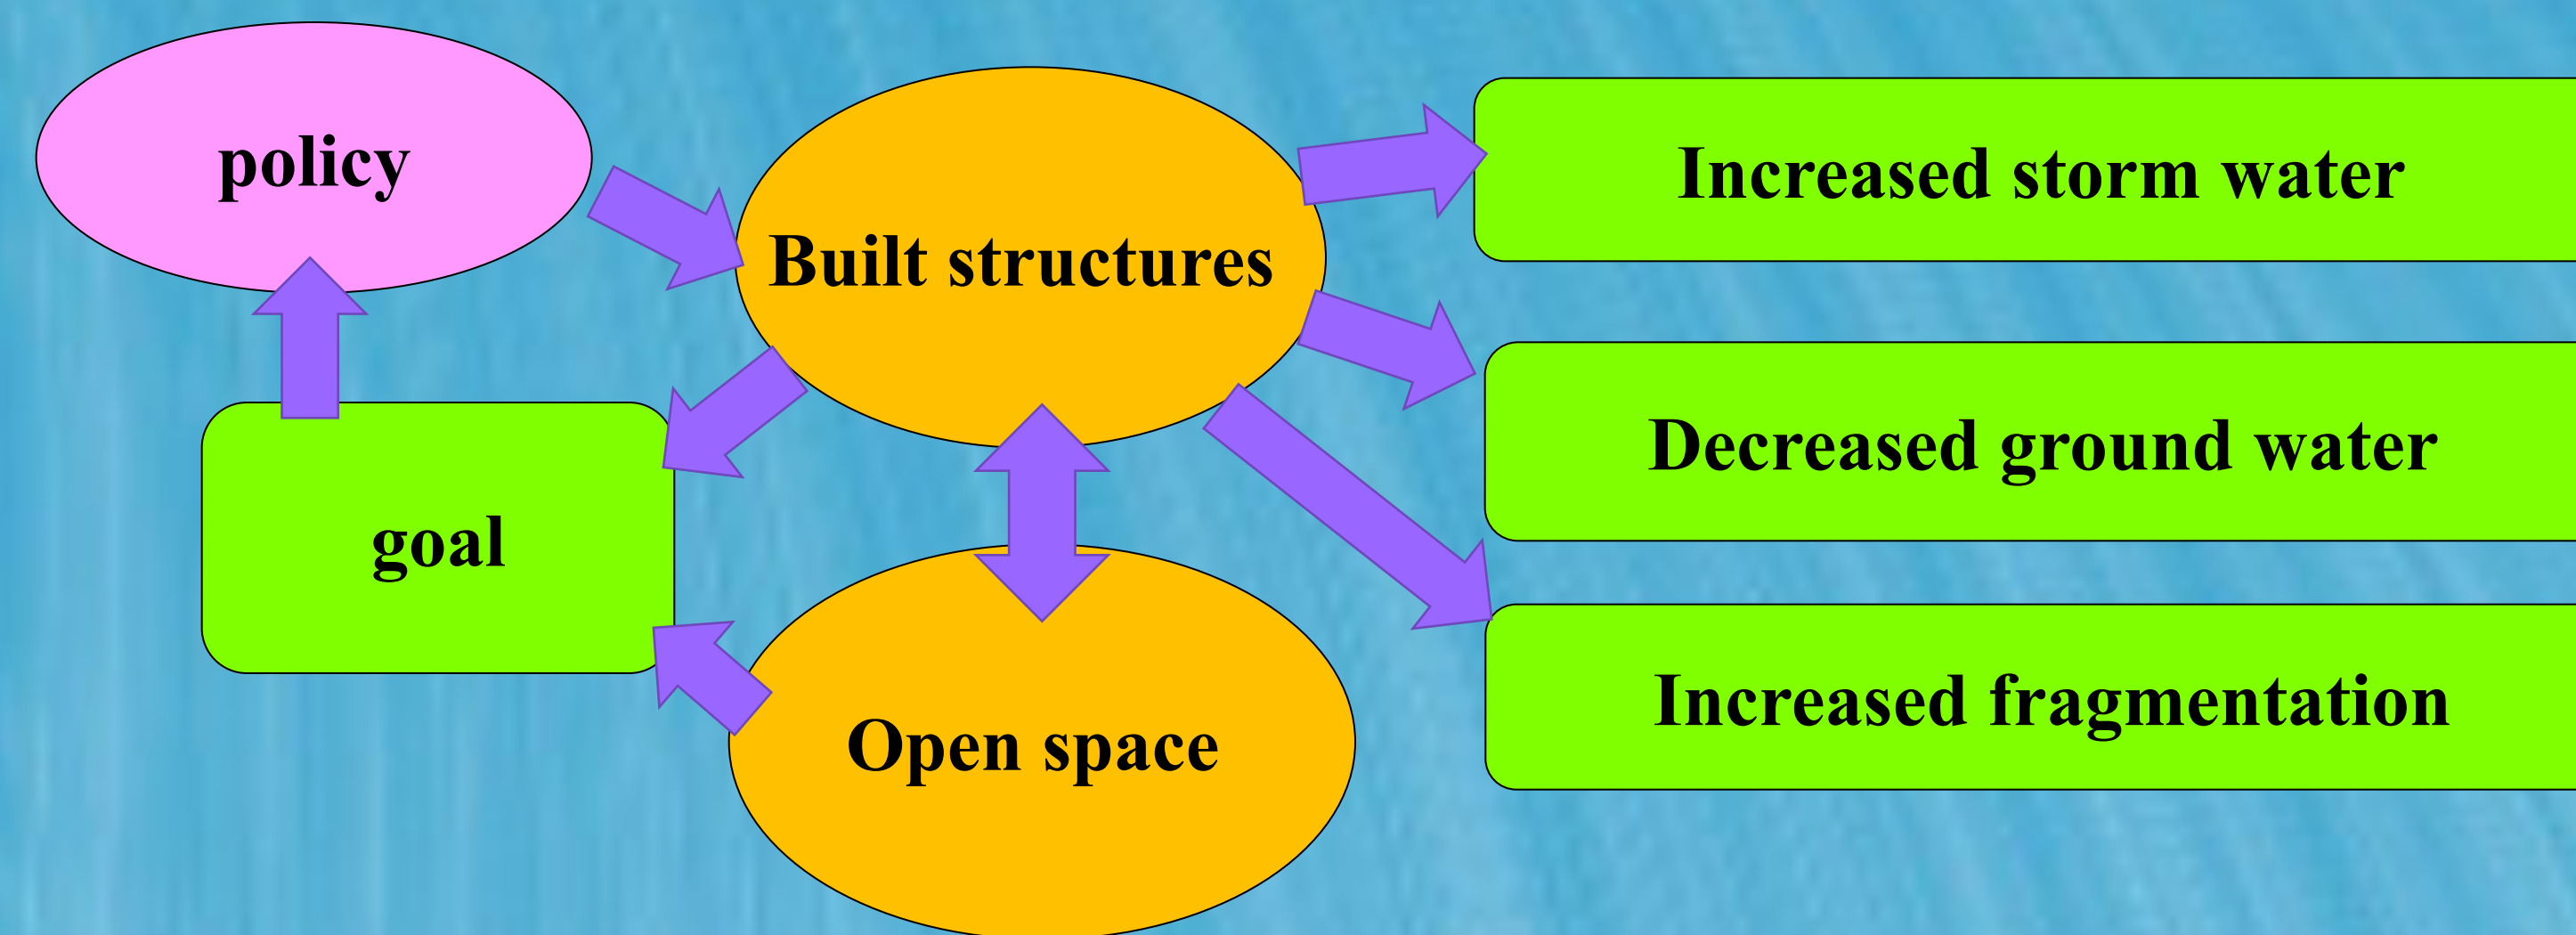 policy
Built structures
goal
Open space
Increased storm water
Decreased ground water
Increased fragmentation